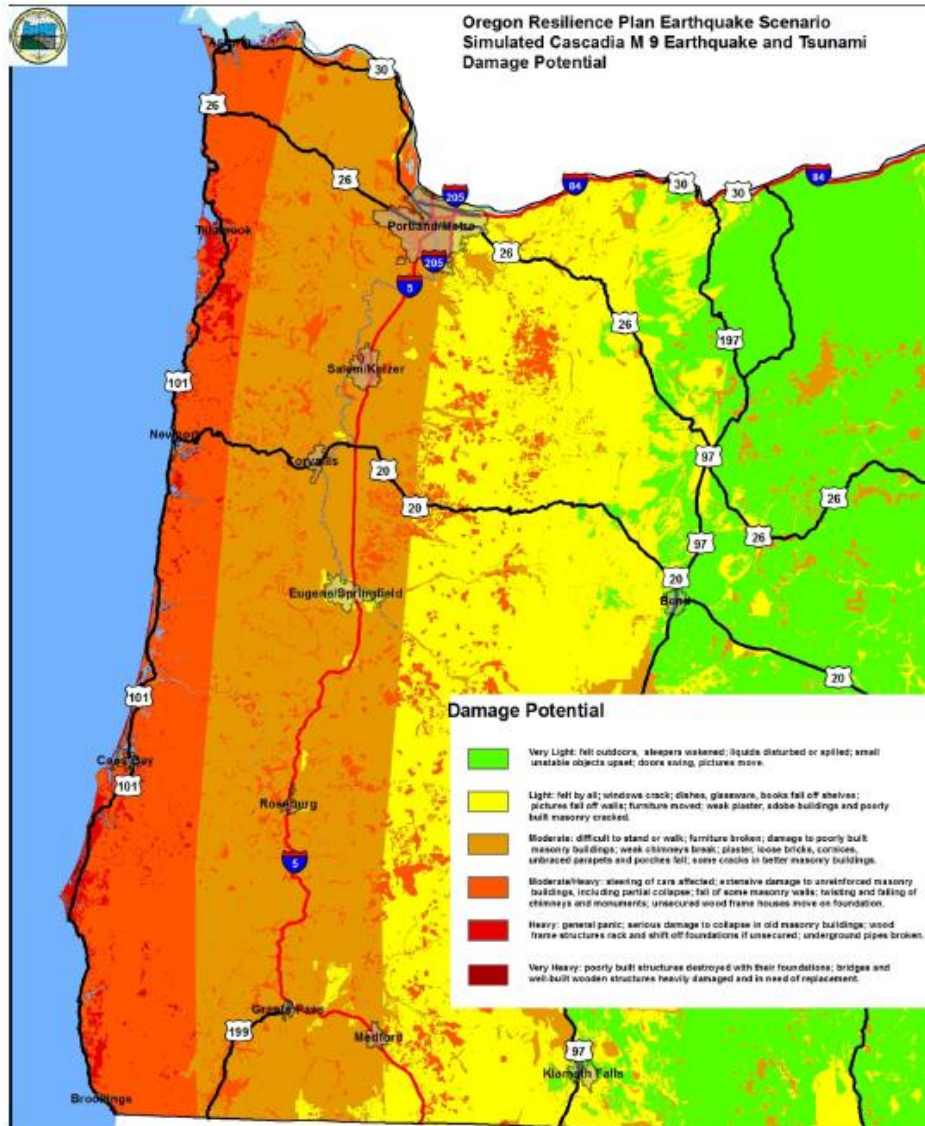 Oregon Resilience Plan Earthquake Scenario
Simulated Cascadia M 9 Earthquake and Tsunami
Damage Potential
30
26
26
84
30
30
84
205
Tillamook
Portland/Metro
26
205
5
26
197
Salem/Keizer
101
Newport
Corvallis
20
97
20
26
26
97
20
Eugene/Springfield
Bend
20
101
Damage Potential
Very Light: felt outdoors, sleepers wakened; liquids disturbed or spilled; small
unstable objects upset; doors swing, pictures move.
Coos Bay
101
Light: felt by all; windows crack; dishes, glassware, books fall off shelves;
pictures fall off walls; furniture moved; weak plaster, adobe buildings and poorly
built masonry cracked.
Roseburg
Moderate: difficult to stand or walk; furniture broken; damage to poorly built
masonry buildings; weak chimneys break; plaster, loose bricks, cornices,
unbraced parapets and porches fall; some cracks in better masonry buildings.
5
Moderate/Heavy: steering of cars affected; extensive damage to unreinforced masonry
buildings, including partial collapse; fall of some masonry walls; twisting and falling of
chimneys and monuments; unsecured wood frame houses move on foundation.
Heavy: general panic; serious damage to collapse in old masonry buildings; wood
frame structures rack and shift off foundations if unsecured; underground pipes broken.
Very Heavy: poorly built structures destroyed with their foundations; bridges and
well-built wooden structures heavily damaged and in need of replacement.
Grants Pass
199
Medford
97
Klamath Falls
Brookings